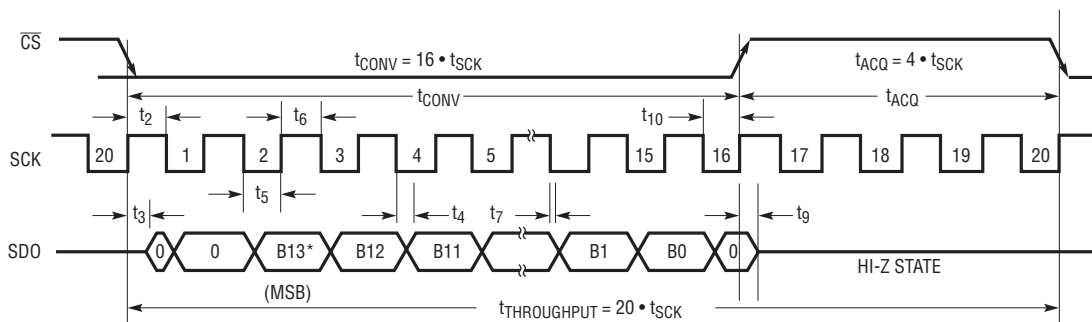 CS
tCONV = 16 • tSCK
tACQ = 4 • tSCK
tCONV
tACQ
t2
t6
t10
SCK
20 1 2 3 4 5 15 16 17 18 19 20
t3
t5
t4
t7
t9
SDO
0 0 B13* B12 B11 B1 B0 0
HI-Z STATE
(MSB)
tTHROUGHPUT = 20 • tSCK